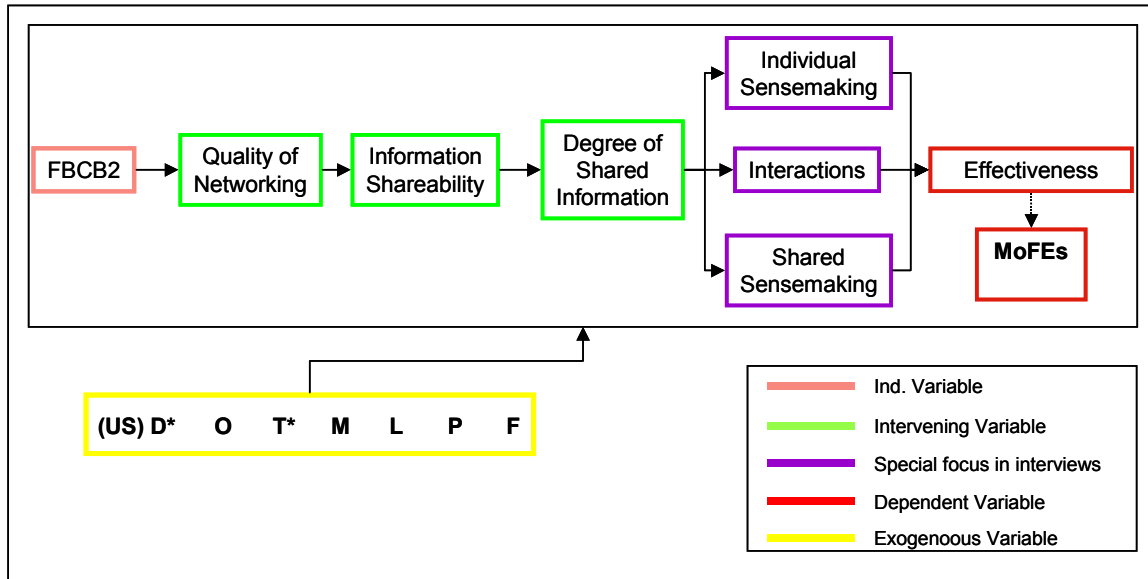 FBCB2
Quality of
Networking
Information
Shareability
Degree of
Shared
Information
Individual
Sensemaking
Interactions
Shared
Sensemaking
Effectiveness
MoFEs
(US) D* O T* M L P F
Ind. Variable
Intervening Variable
Special focus in interviews
Dependent Variable
Exogenoous Variable